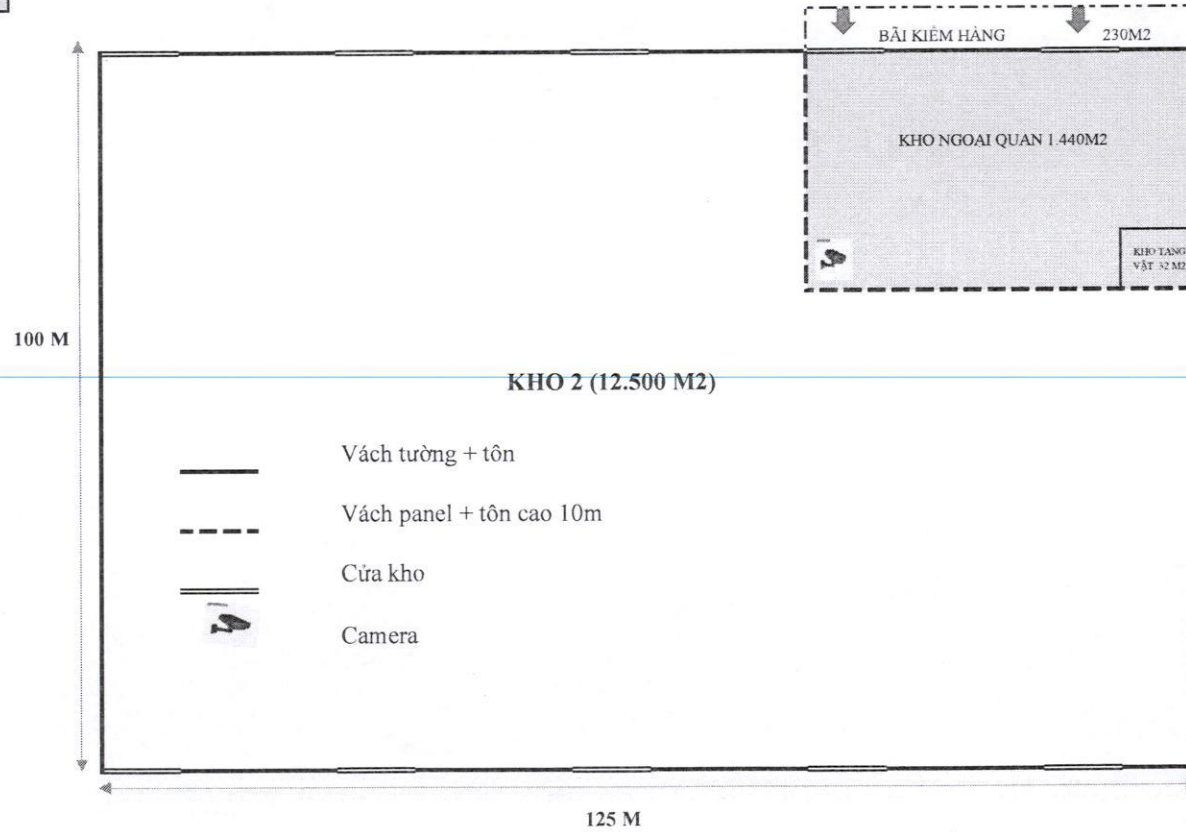 BÃI KIỂM HÀNG 230M2
KHO NGOẠI QUAN 1.440M2
KHO TANG
VẬT 32 M2
100 M
KHO 2 (12.500 M2)
Vách tường + tôn
Vách panel + tôn cao 10m
Cửa kho
Camera
125 M